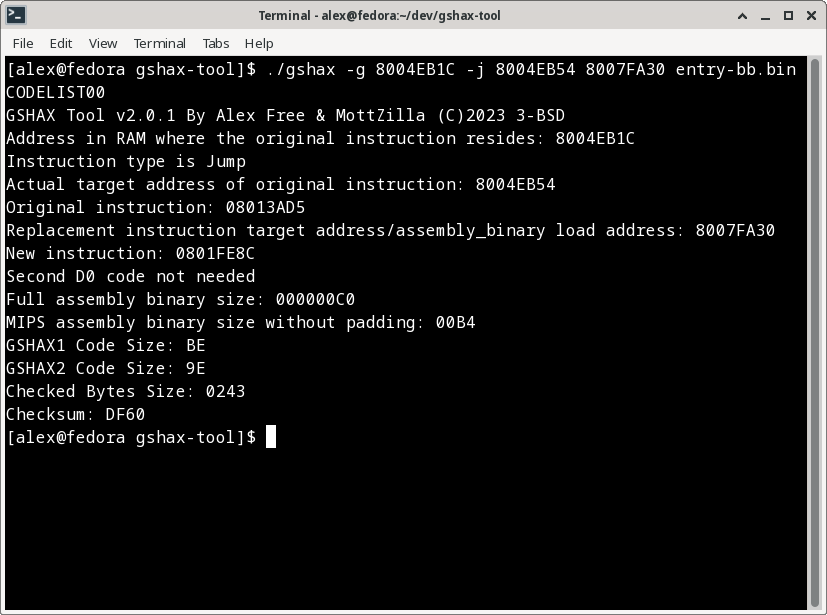 Terminal - alex@fedora:~/dev/gshax-tool
File Edit View Terminal Tabs Help
[alex@fedora gshax-tool]$ ./gshax -g 8004EB1C -j 8004EB54 8007FA30 entry-bb.bin
CODELIST00
GSHAX Tool v2.0.1 By Alex Free & MottZilla (C)2023 3-BSD
Address in RAM where the original instruction resides: 8004EB1C
Instruction type is Jump
Actual target address of original instruction: 8004EB54
Original instruction: 08013AD5
Replacement instruction target address/assembly_binary load address: 8007FA30
New instruction: 0801FE8C
Second D0 code not needed
Full assembly binary size: 000000C0
MIPS assembly binary size without padding: 00B4
GSHAX1 Code Size: BE
GSHAX2 Code Size: 9E
Checked Bytes Size: 0243
Checksum: DF60
[alex@fedora gshax-tool]$